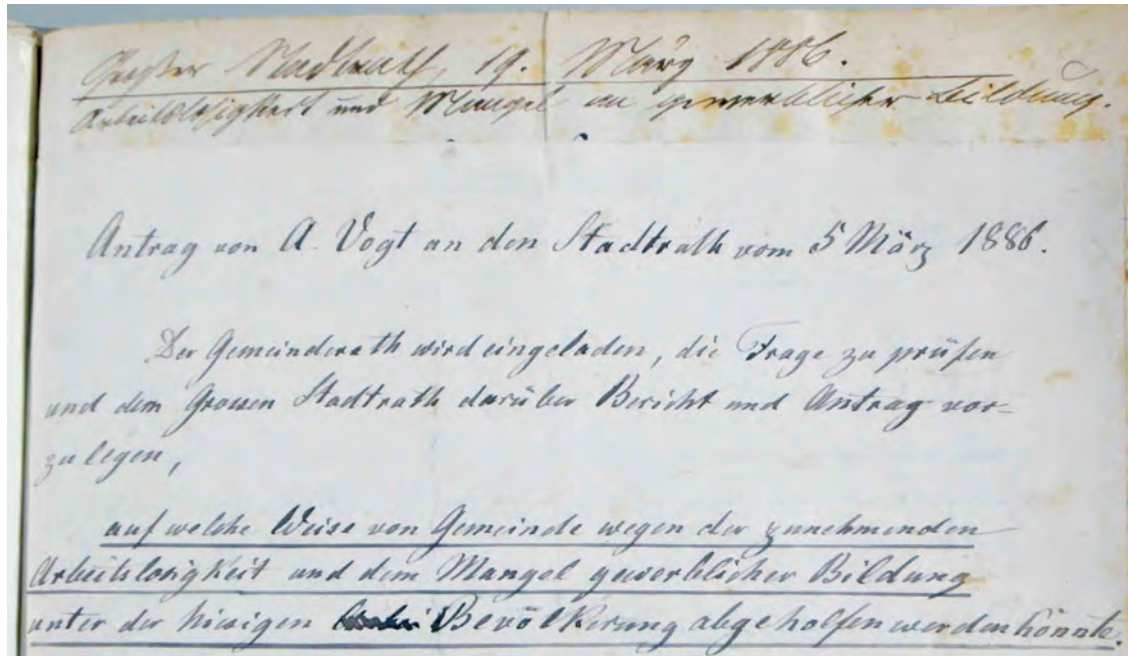 Großer Stadtrath, 19. März 1886.
Arbeitslosigkeit und Mangel an gewerblicher Bildung.
Antrag von A. Vogt an den Stadtrath vom 5 März 1886.
Der Gemeinderath wird eingeladen, die Frage zu prüfen
und dem Grossen Stadtrath darüber Bericht und Antrag vor-
zulegen,
auf welche Weise von Gemeinde wegen der zunehmenden
Arbeitslosigkeit und dem Mangel gewerblicher Bildung
unter der hiesigen Bevölkerung abgeholfen werden könnte.